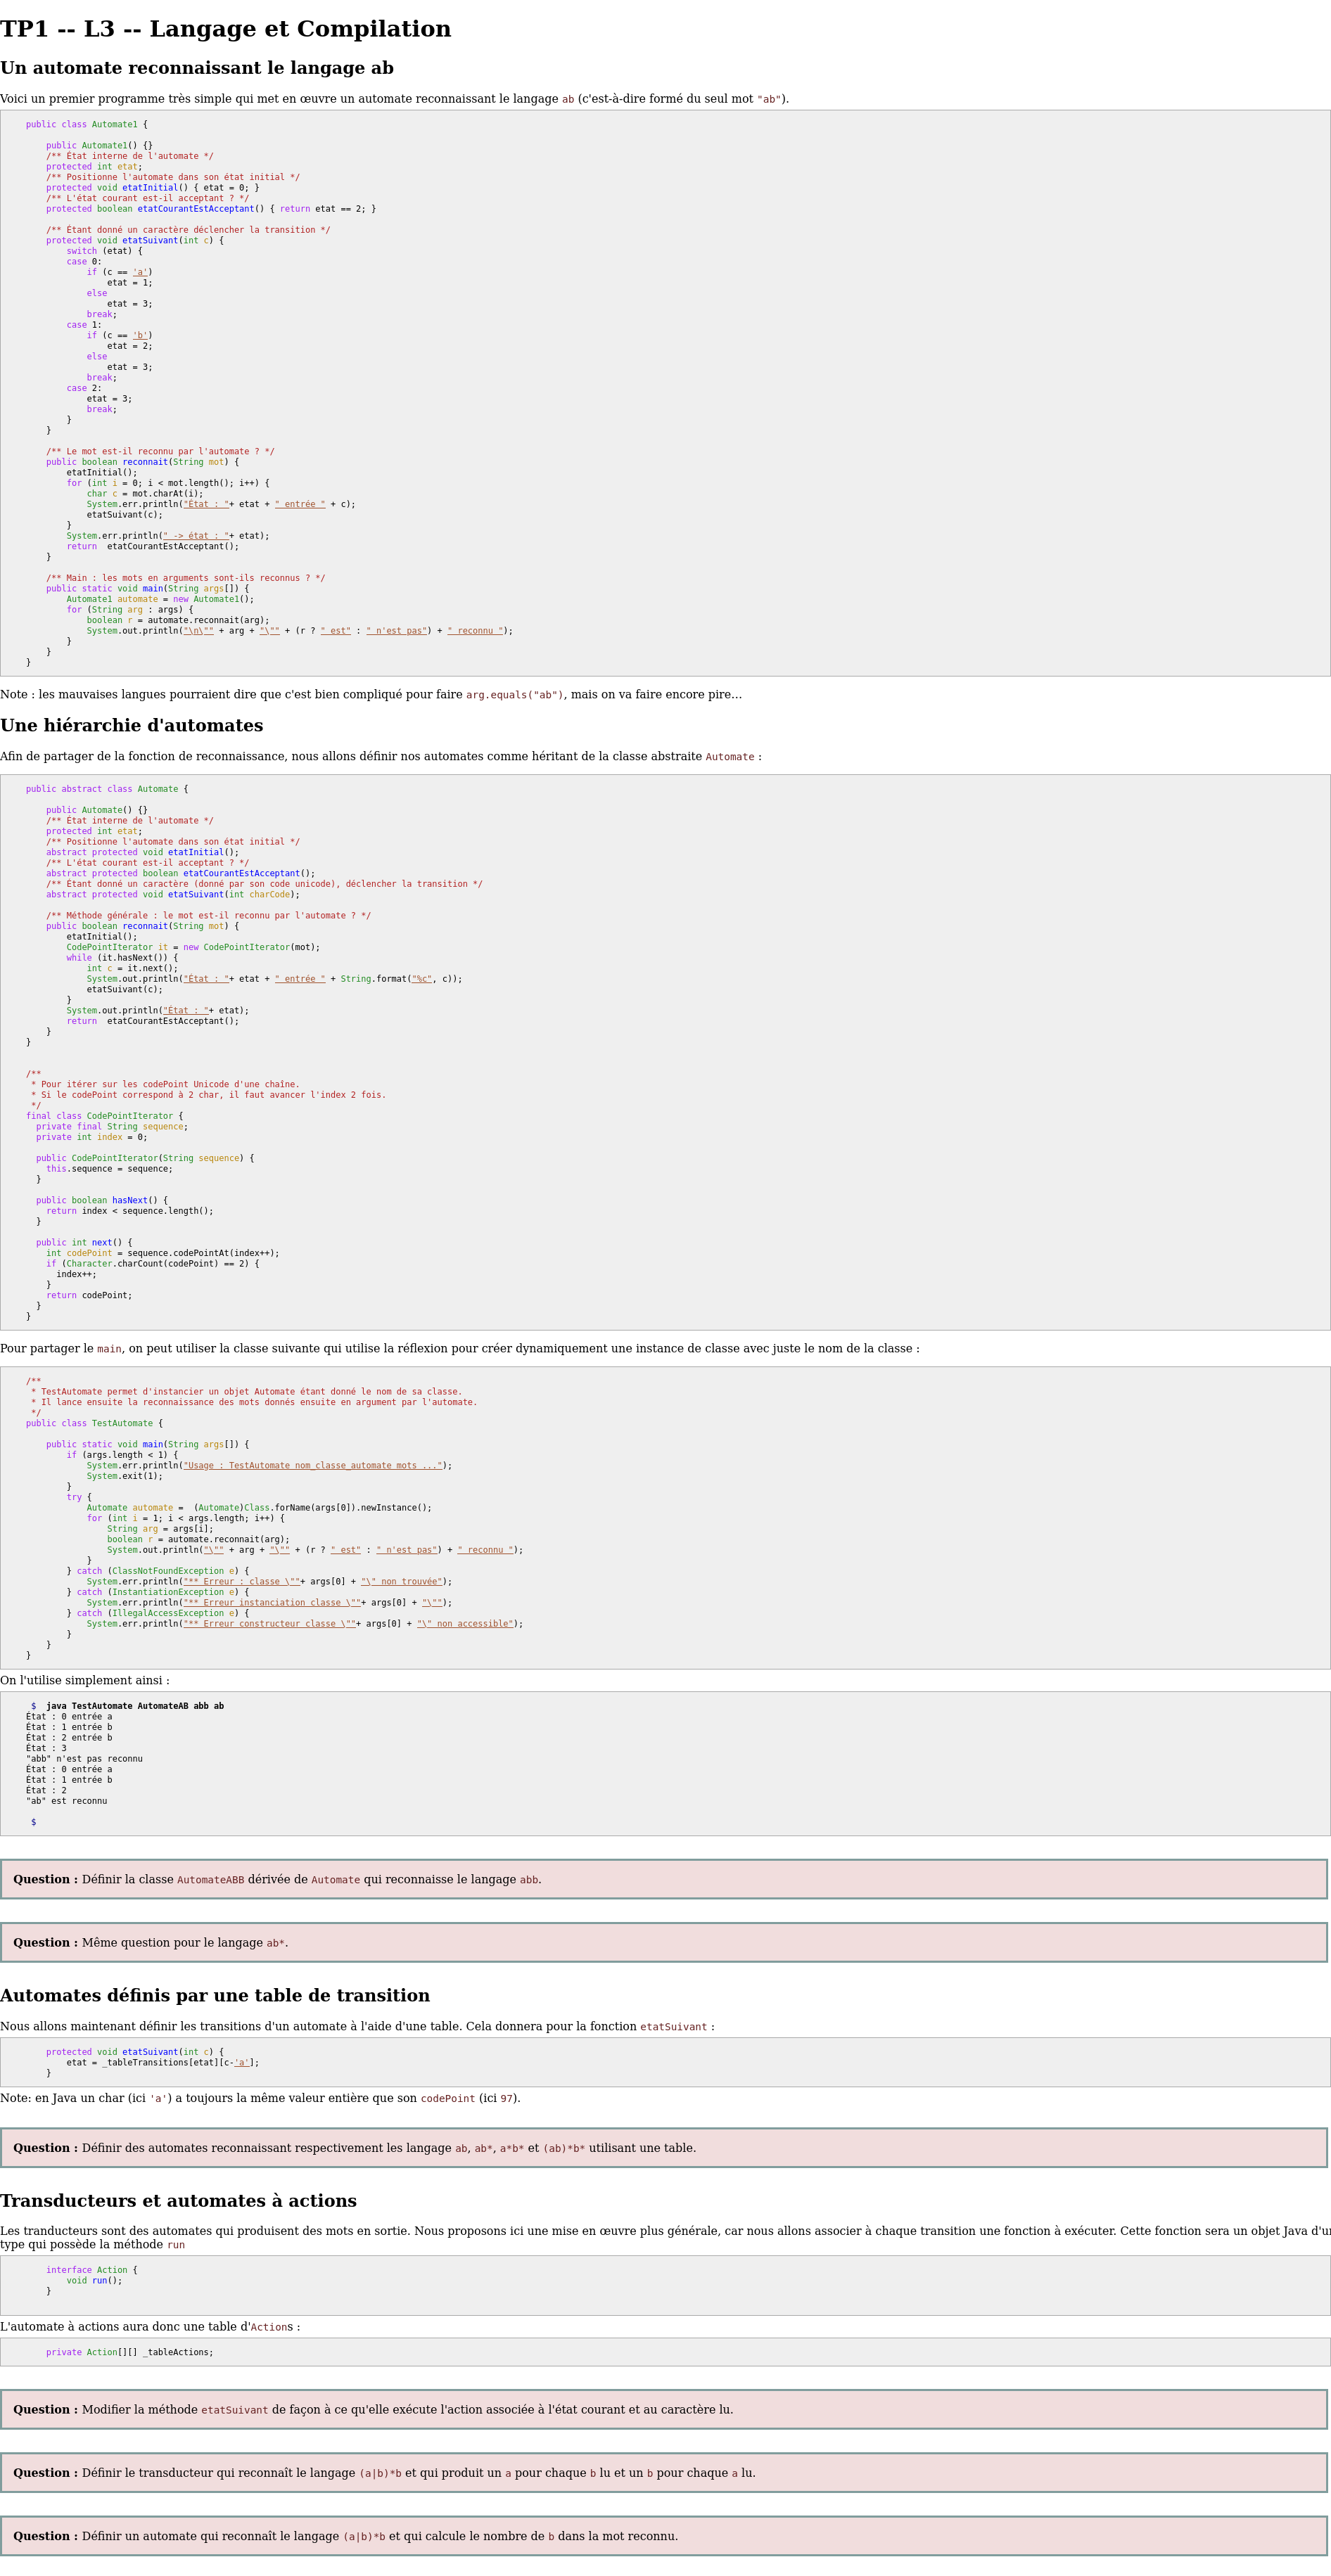 TP1 -- L3 -- Langage et Compilation
Un automate reconnaissant le langage ab
Voici un premier programme très simple qui met en œuvre un automate reconnaissant le langage ab (c'est-à-dire formé du seul mot "ab").
public class Automate1 {
public Automate1() {}
/** État interne de l'automate */
protected int etat;
/** Positionne l'automate dans son état initial */
protected void etatInitial() { etat = 0; }
/** L'état courant est-il acceptant ? */
protected boolean etatCourantEstAcceptant() { return etat == 2; }
/** Étant donné un caractère déclencher la transition */
protected void etatSuivant(int c) {
switch (etat) {
case 0:
if (c == 'a')
etat = 1;
else
etat = 3;
break;
case 1:
if (c == 'b')
etat = 2;
else
etat = 3;
break;
case 2:
etat = 3;
break;
}
}
/** Le mot est-il reconnu par l'automate ? */
public boolean reconnait(String mot) {
etatInitial();
for (int i = 0; i < mot.length(); i++) {
char c = mot.charAt(i);
System.err.println("État : "+ etat + " entrée " + c);
etatSuivant(c);
}
System.err.println(" -> état : "+ etat);
return  etatCourantEstAcceptant();
}
/** Main : les mots en arguments sont-ils reconnus ? */
public static void main(String args[]) {
Automate1 automate = new Automate1();
for (String arg : args) {
boolean r = automate.reconnait(arg);
System.out.println("\n\"" + arg + "\"" + (r ? " est" : " n'est pas") + " reconnu ");
}
}
}
Note : les mauvaises langues pourraient dire que c'est bien compliqué pour faire arg.equals("ab"), mais on va faire encore pire…
Une hiérarchie d'automates
Afin de partager de la fonction de reconnaissance, nous allons définir nos automates comme héritant de la classe abstraite Automate :
public abstract class Automate {
public Automate() {}
/** État interne de l'automate */
protected int etat;
/** Positionne l'automate dans son état initial */
abstract protected void etatInitial();
/** L'état courant est-il acceptant ? */
abstract protected boolean etatCourantEstAcceptant();
/** Étant donné un caractère (donné par son code unicode), déclencher la transition */
abstract protected void etatSuivant(int charCode);
/** Méthode générale : le mot est-il reconnu par l'automate ? */
public boolean reconnait(String mot) {
etatInitial();
CodePointIterator it = new CodePointIterator(mot);
while (it.hasNext()) {
int c = it.next();
System.out.println("État : "+ etat + " entrée " + String.format("%c", c));
etatSuivant(c);
}
System.out.println("État : "+ etat);
return  etatCourantEstAcceptant();
}
}
/**
* Pour itérer sur les codePoint Unicode d'une chaîne.
* Si le codePoint correspond à 2 char, il faut avancer l'index 2 fois.
*/
final class CodePointIterator {
private final String sequence;
private int index = 0;
public CodePointIterator(String sequence) {
this.sequence = sequence;
}
public boolean hasNext() {
return index < sequence.length();
}
public int next() {
int codePoint = sequence.codePointAt(index++);
if (Character.charCount(codePoint) == 2) {
index++;
}
return codePoint;
}
}
Pour partager le main, on peut utiliser la classe suivante qui utilise la réflexion pour créer dynamiquement une instance de classe avec juste le nom de la classe :
/**
* TestAutomate permet d'instancier un objet Automate étant donné le nom de sa classe.
* Il lance ensuite la reconnaissance des mots donnés ensuite en argument par l'automate.
*/
public class TestAutomate {
public static void main(String args[]) {
if (args.length < 1) {
System.err.println("Usage : TestAutomate nom_classe_automate mots ...");
System.exit(1);
}
try {
Automate automate =  (Automate)Class.forName(args[0]).newInstance();
for (int i = 1; i < args.length; i++) {
String arg = args[i];
boolean r = automate.reconnait(arg);
System.out.println("\"" + arg + "\"" + (r ? " est" : " n'est pas") + " reconnu ");
}
} catch (ClassNotFoundException e) {
System.err.println("** Erreur : classe \""+ args[0] + "\" non trouvée");
} catch (InstantiationException e) {
System.err.println("** Erreur instanciation classe \""+ args[0] + "\"");
} catch (IllegalAccessException e) {
System.err.println("** Erreur constructeur classe \""+ args[0] + "\" non accessible");
}
}
}
On l'utilise simplement ainsi :
$  java TestAutomate AutomateAB abb ab
État : 0 entrée a
État : 1 entrée b
État : 2 entrée b
État : 3
"abb" n'est pas reconnu
État : 0 entrée a
État : 1 entrée b
État : 2
"ab" est reconnu
$
Question : Définir la classe AutomateABB dérivée de Automate qui reconnaisse le langage abb.
Question : Même question pour le langage ab*.
Automates définis par une table de transition
Nous allons maintenant définir les transitions d'un automate à l'aide d'une table. Cela donnera pour la fonction etatSuivant :
protected void etatSuivant(int c) {
etat = _tableTransitions[etat][c-'a'];
}
Note: en Java un char (ici 'a') a toujours la même valeur entière que son codePoint (ici 97).
Question : Définir des automates reconnaissant respectivement les langage ab, ab*, a*b* et (ab)*b* utilisant une table.
Transducteurs et automates à actions
Les tranducteurs sont des automates qui produisent des mots en sortie. Nous proposons ici une mise en œuvre plus générale, car nous allons associer à chaque transition une fonction à exécuter. Cette fonction sera un objet Java d'un
type qui possède la méthode run
interface Action {
void run();
}
L'automate à actions aura donc une table d'Actions :
private Action[][] _tableActions;
Question : Modifier la méthode etatSuivant de façon à ce qu'elle exécute l'action associée à l'état courant et au caractère lu.
Question : Définir le transducteur qui reconnaît le langage (a|b)*b et qui produit un a pour chaque b lu et un b pour chaque a lu.
Question : Définir un automate qui reconnaît le langage (a|b)*b et qui calcule le nombre de b dans la mot reconnu.